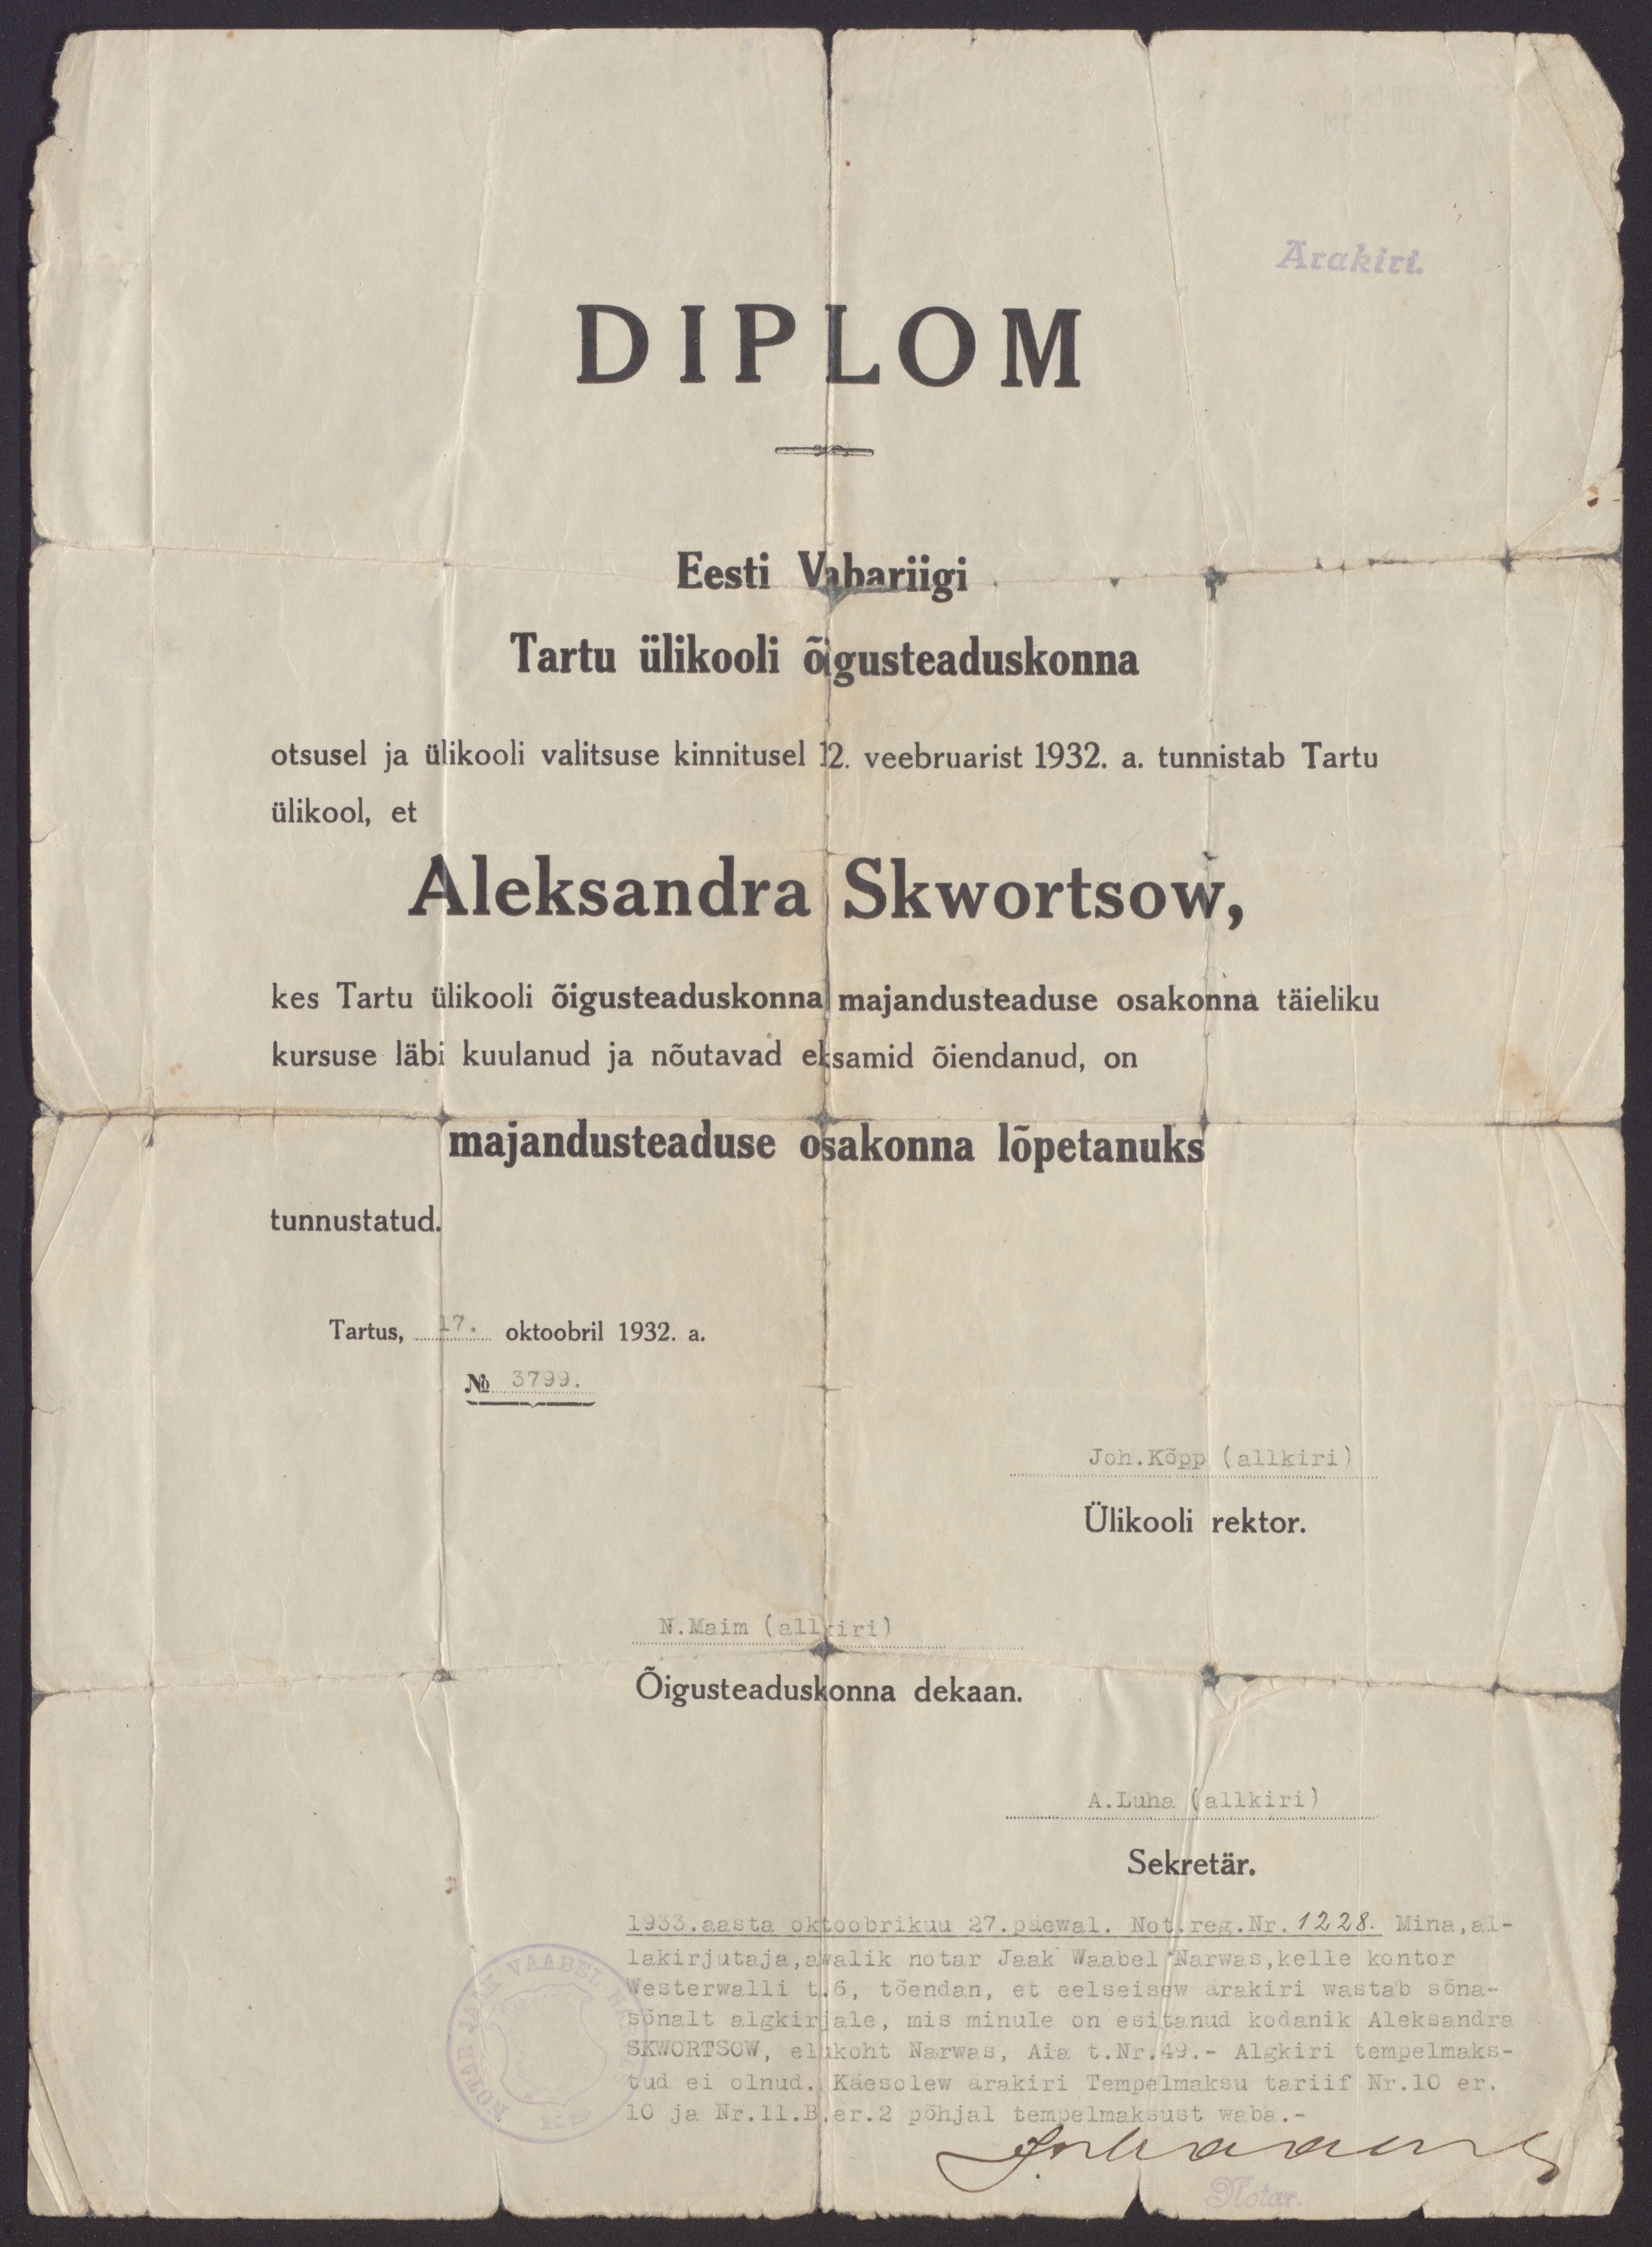 Ärakiri.
DIPLOM
Eesti Vabariigi
Tartu ülikooli õigusteaduskonna
otsusel ja ülikooli valitsuse kinnitusel 12. veebruarist 1932. a. tunnistab Tartu
ülikool, et
Aleksandra Skwortsow,
kes Tartu ülikooli õigusteaduskonna majandusteaduse osakonna täieliku
kursuse läbi kuulanud ja nõutavad eksamid õiendanud, on
majandusteaduse osakonna lõpetanuks
tunnustatud.
Tartus, 17. oktoobril 1932. a.
№ 3799.
Joh.Kõpp (allkiri)
Ülikooli rektor.
N.Maim (allkiri)
Õigusteaduskonna dekaan.
A.Luha (allkiri)
Sekretär.
1933.aasta oktoobrikuu 27.päewal. Not.reg.Nr. 1228. Mina,al-
lakirjutaja,awalik notar Jaak Waabel Narwas,kelle kontor
Westerwalli t.6, tõendan, et eelseisew ärakiri wastab sõna-
sõnalt algkirjale, mis minule on esitanud kodanik Aleksandra
SKWORTSOW, elukoht Narwas, Aia t.Nr.49.- Algkiri tempelmaks-
tud ei olnud. Käesolew ärakiri Tempelmaksu tariif Nr.10 er.
10 ja Nr.11.B.er.2 põhjal tempelmaksust waba.-
NOTAR JAAK VAABEL
Notar.